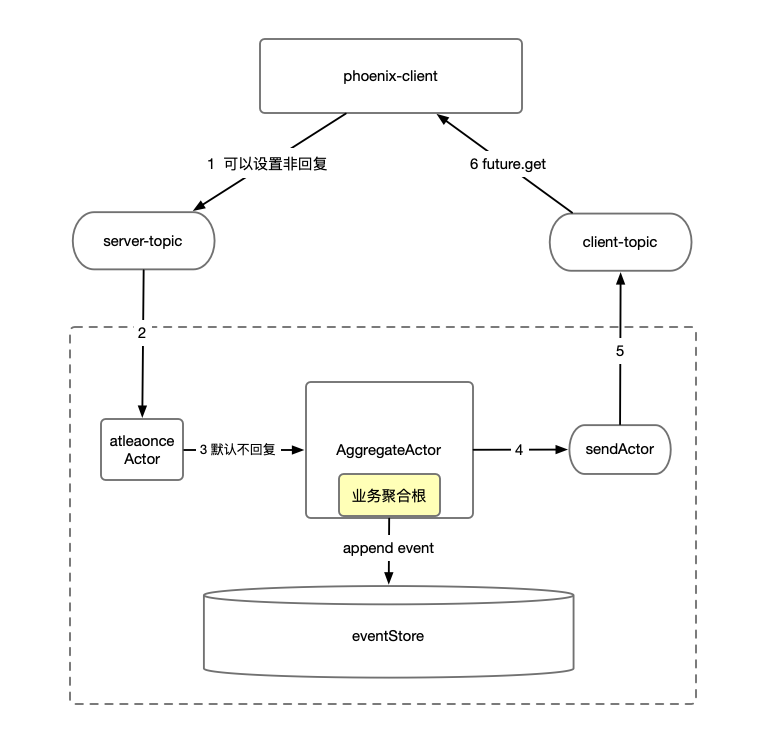 phoenix-client
1 可以设置非回复
6 future.get
server-topic
client-topic
2
5
atleaonce
Actor
3 默认不回复
AggregateActor
4
sendActor
业务聚合根
append event
eventStore